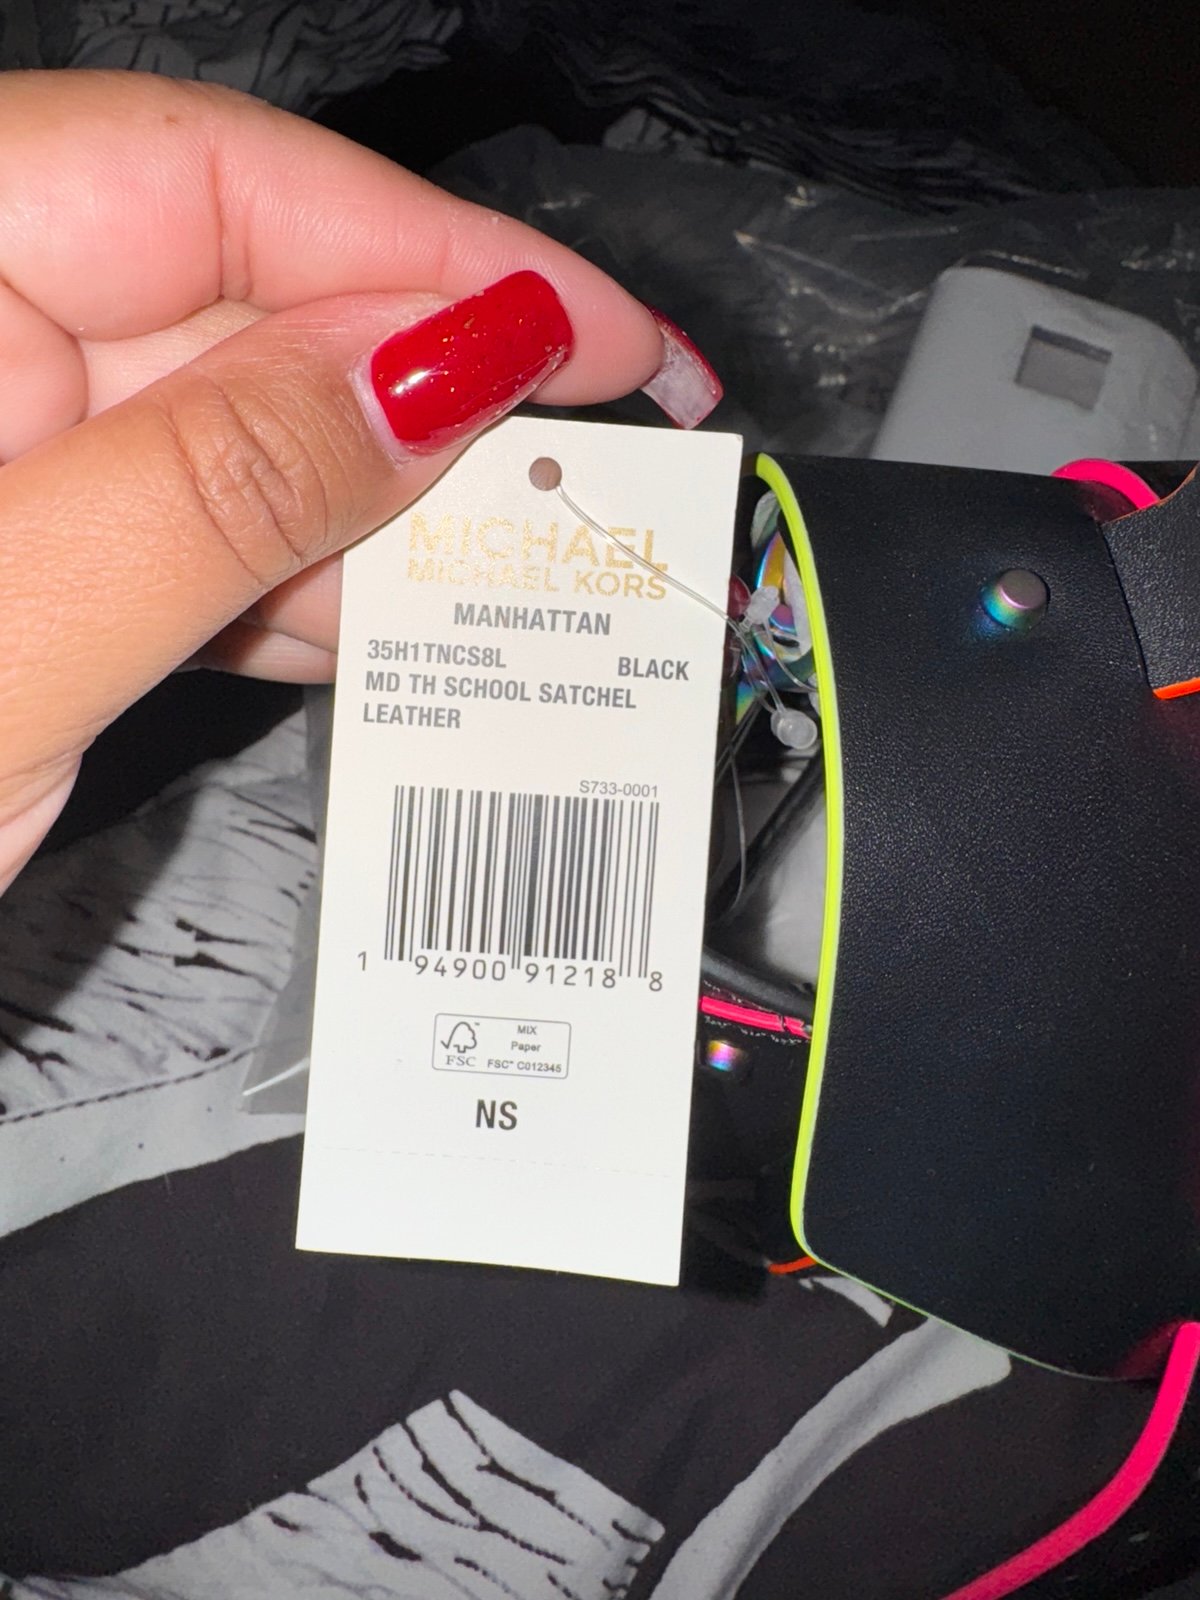 MICHAEL
MICHAEL KORS
MANHATTAN
35H1TNCS8L BLACK
MD TH SCHOOL SATCHEL
LEATHER
S733-0001
1 94900 91218 8
FSC
MIX
Paper
FSC™ C012345
NS